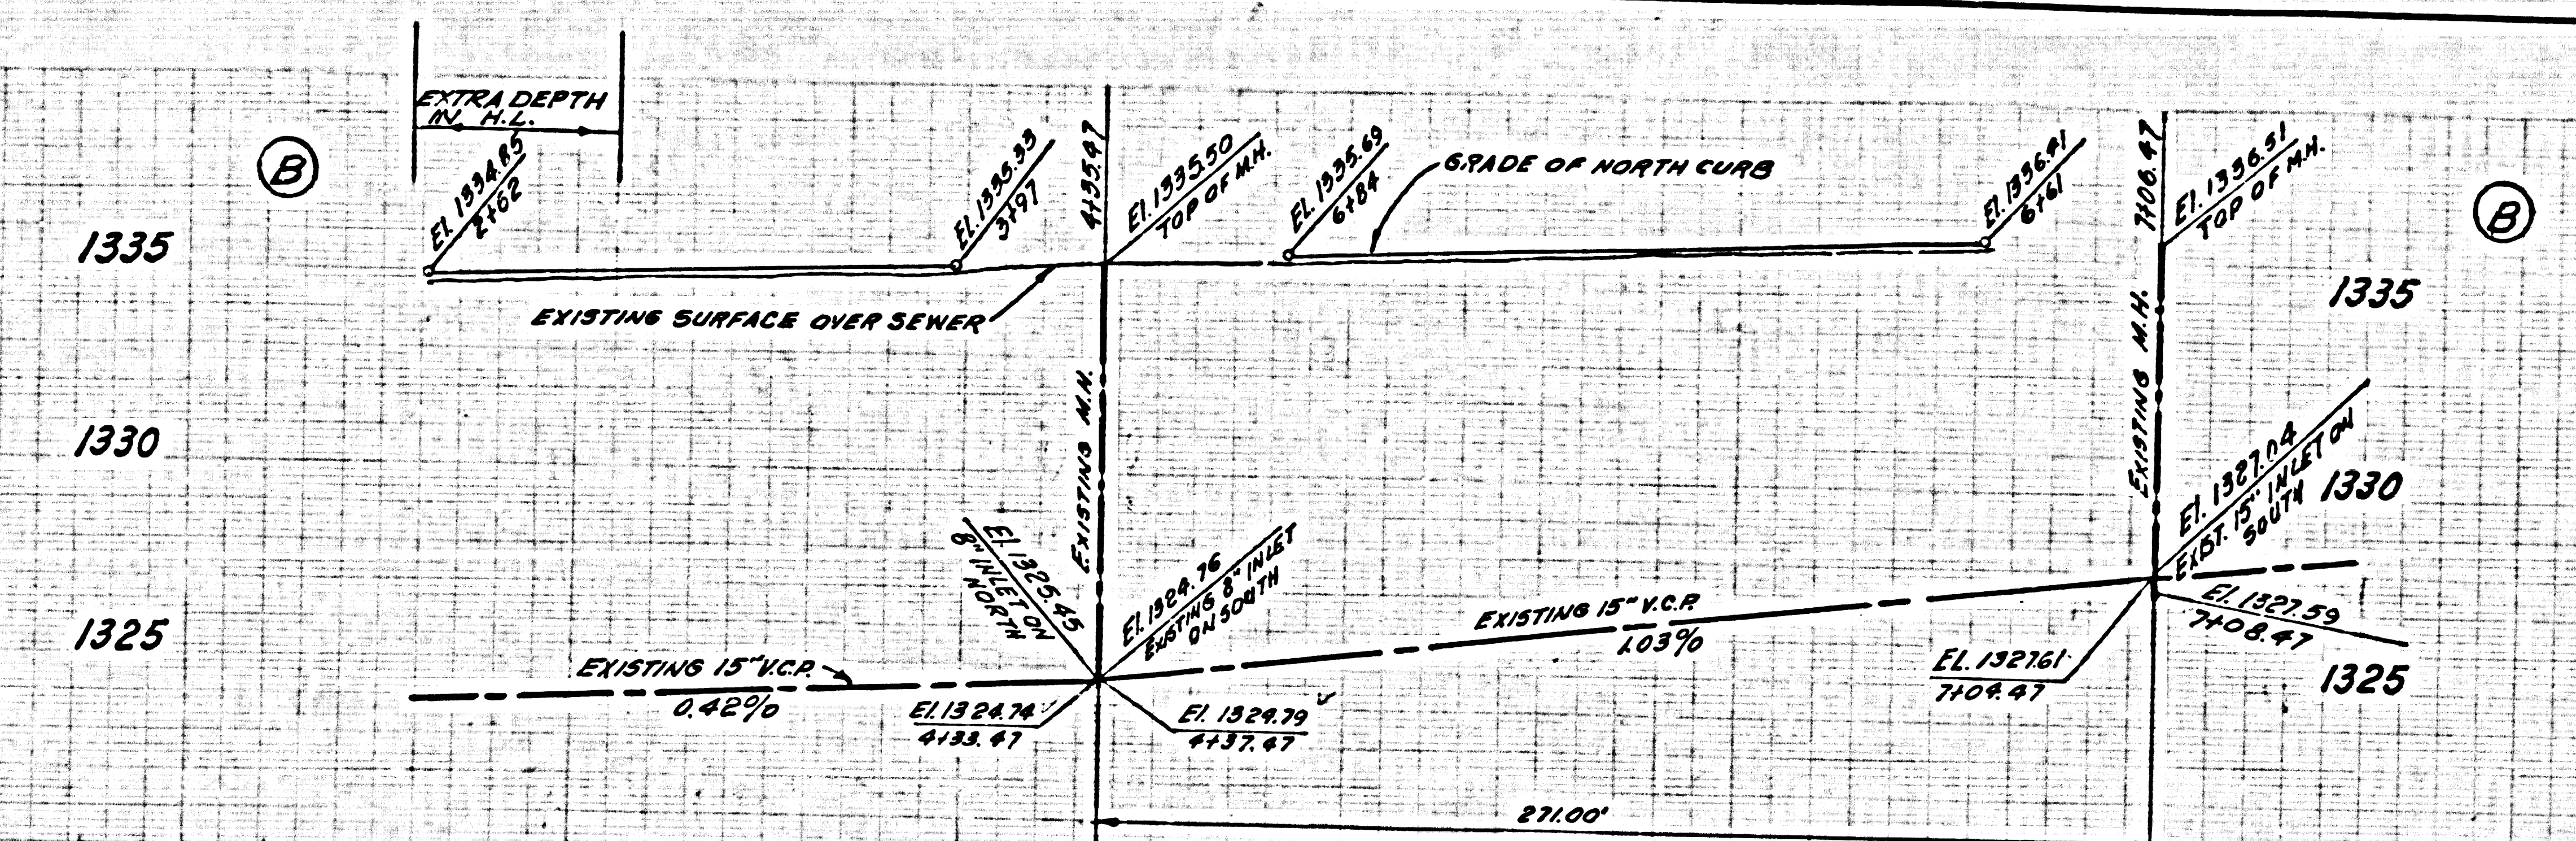 EXTRA DEPTH
IN H.L.
B
El. 1334.85
2+62
El. 1335.33
3+97
4+35.47
El. 1335.50
TOP OF M.H.
El. 1335.69
6+84
GRADE OF NORTH CURB
El. 1336.41
6+61
7+06.47
El. 1336.51
TOP OF M.H.
B
1335
EXISTING SURFACE OVER SEWER
1335
EXISTING M.H.
EXISTING M.H.
1330
El. 1327.04
EXIST. 15" INLET ON
SOUTH
1330
El. 1325.45
8" INLET ON
NORTH
El. 1324.76
EXISTING 8" INLET
ON SOUTH
EXISTING 15" V.C.P.
1.03%
El. 1327.59
7+08.47
1325
EXISTING 15" V.C.P.
0.42%
El. 1324.74
4+33.47
El. 1324.79
4+37.47
EL. 1327.61
7+04.47
1325
271.00'